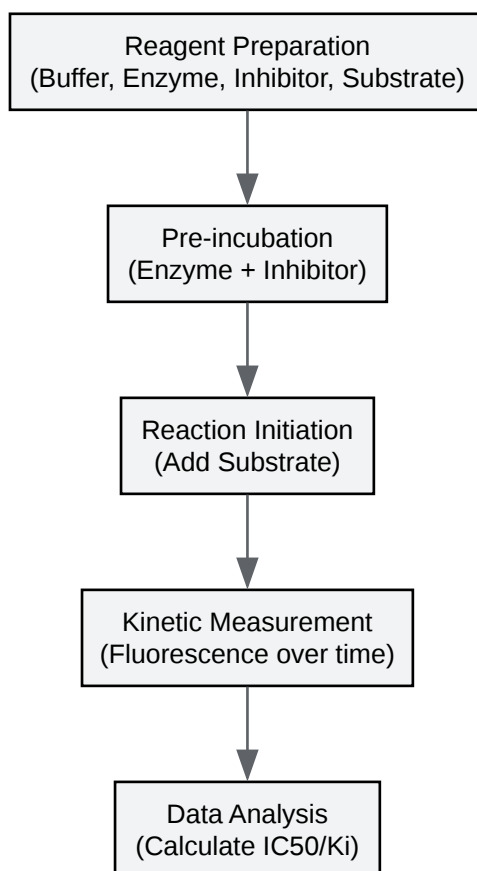 Reagent Preparation
(Buffer, Enzyme, Inhibitor, Substrate)
Pre-incubation
(Enzyme + Inhibitor)
Reaction Initiation
(Add Substrate)
Kinetic Measurement
(Fluorescence over time)
Data Analysis
(Calculate IC50/Ki)